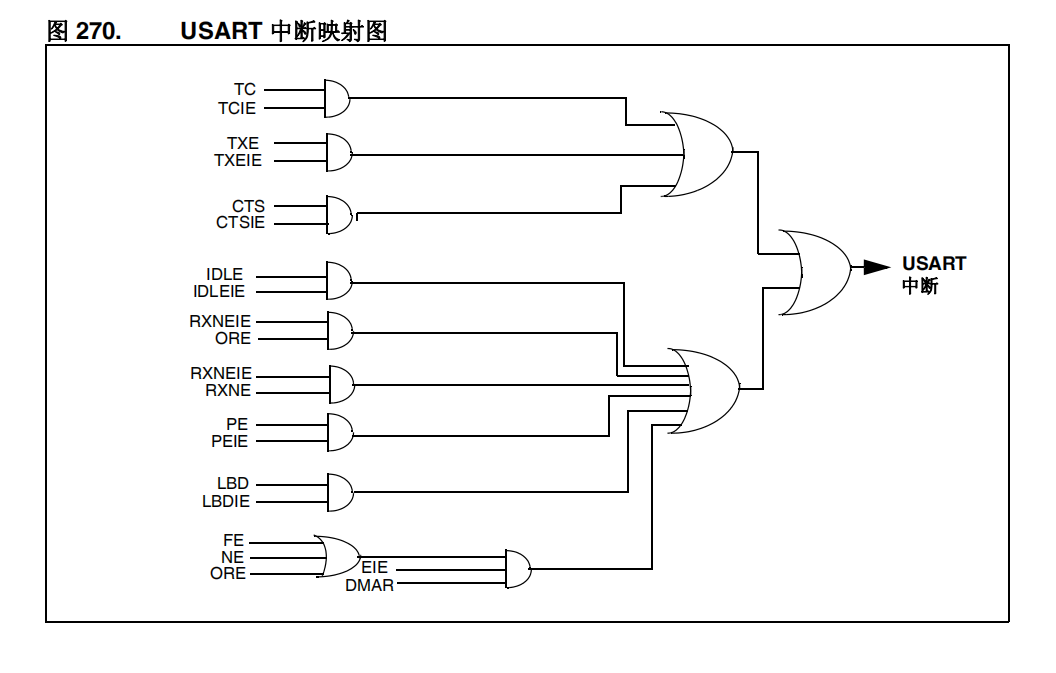 图 270. USART 中断映射图
TC
TCIE
TXE
TXEIE
CTS
CTSIE
IDLE
IDLEIE
RXNEIE
ORE
RXNEIE
RXNE
PE
PEIE
LBD
LBDIE
FE
NE
ORE
EIE
DMAR
USART
中断